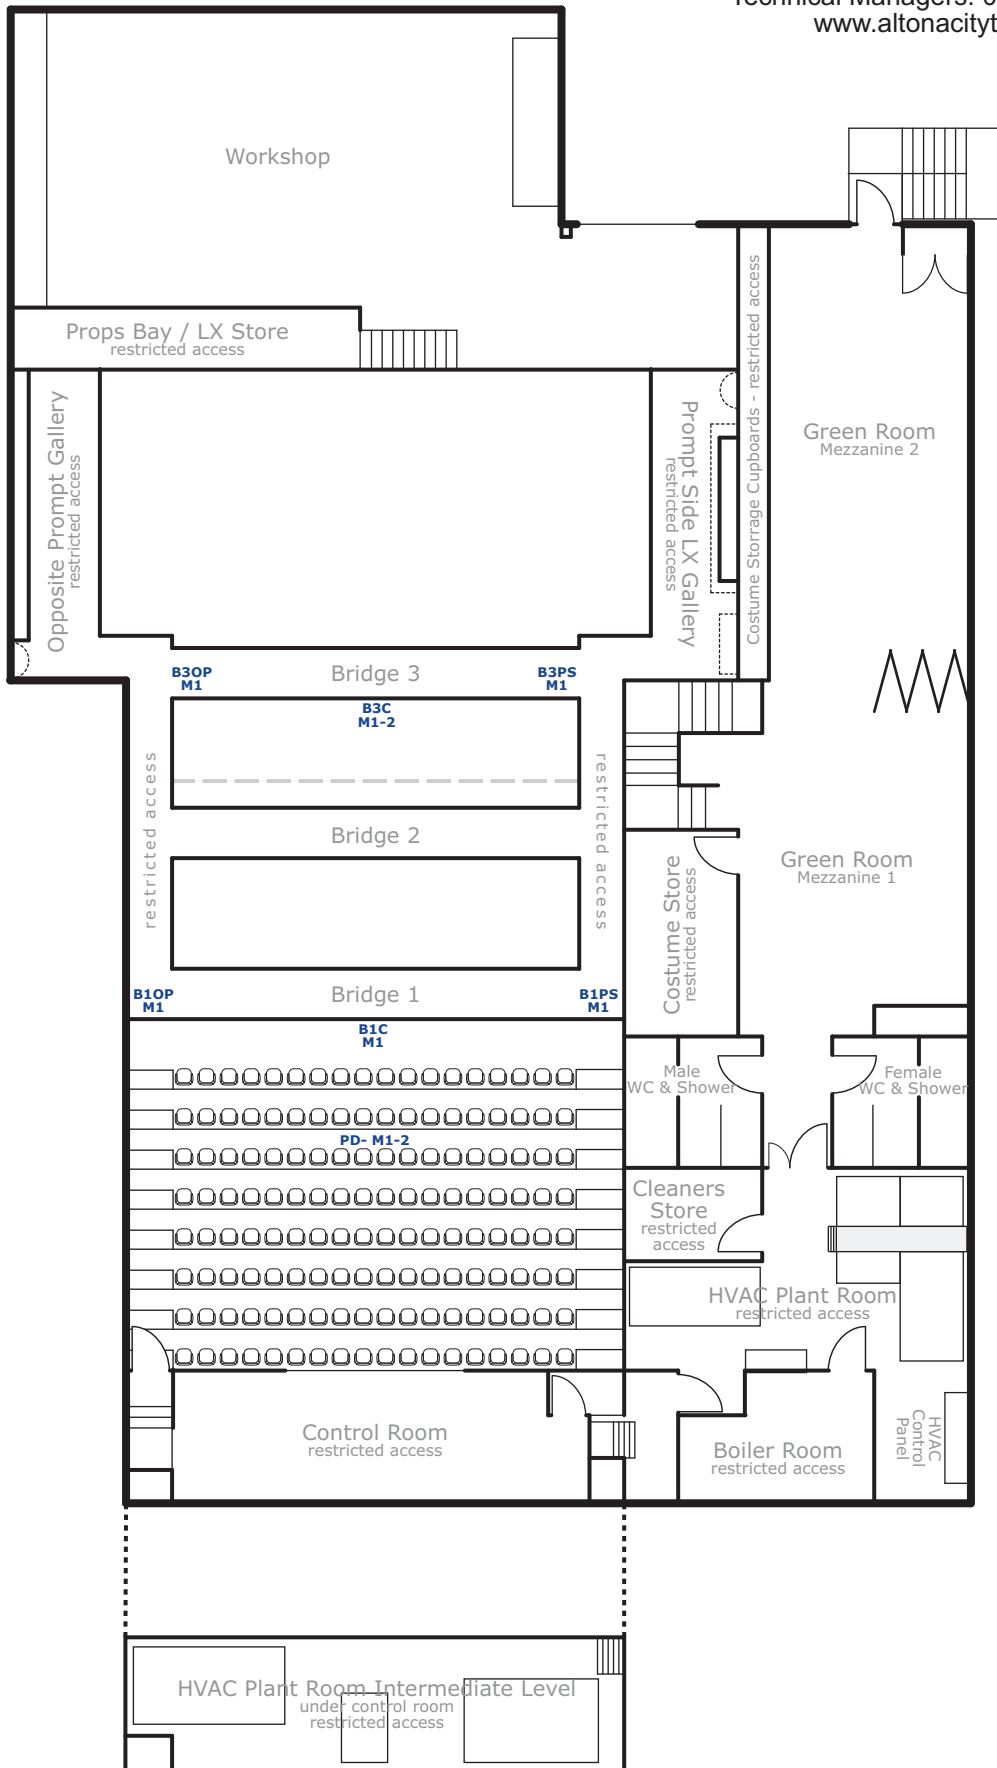 Technical Managers: 0
www.altonacityt
Workshop
Props Bay / LX Store
restricted access
Opposite Prompt Gallery
restricted access
Prompt Side LX Gallery
restricted access
Costume Storrage Cupboards - restricted access
Green Room
Mezzanine 2
Bridge 3
B3OP
M1
B3PS
M1
B3C
M1-2
restricted access
restricted access
Bridge 2
Green Room
Mezzanine 1
Costume Store
restricted access
Bridge 1
B1OP
M1
B1PS
M1
B1C
M1
Male
WC & Shower
Female
WC & Shower
PD- M1-2
Cleaners
Store
restricted
access
HVAC Plant Room
restricted access
Control Room
restricted access
Boiler Room
restricted access
HVAC
Control
Panel
HVAC Plant Room Intermediate Level
under control room
restricted access